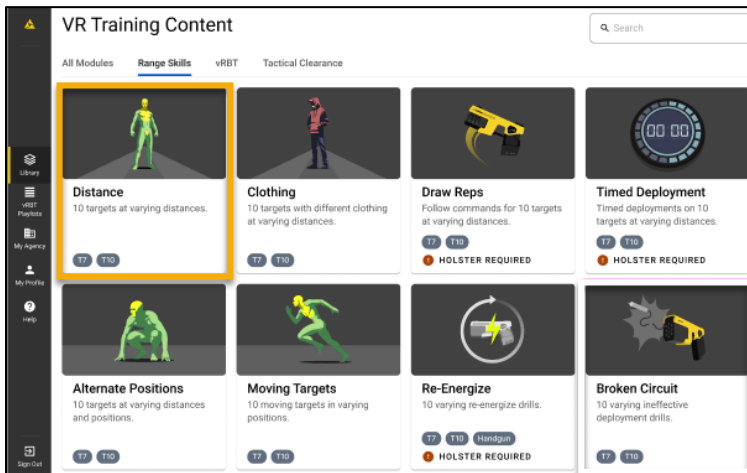 VR Training Content
Search
All Modules Range Skills vRBT Tactical Clearance
Library
vRBT
Playlists
My Agency
My Profile
Help
Sign Out
Distance
10 targets at varying distances.
T7 T10
Clothing
10 targets with different clothing
at varying distances.
T7 T10
Draw Reps
Follow commands for 10 targets
at varying distances.
T7 T10
HOLSTER REQUIRED
00 00
Timed Deployment
Timed deployments on 10
targets at varying distances.
T7 T10
HOLSTER REQUIRED
Alternate Positions
10 targets at varying distances
and positions.
T7 T10
Moving Targets
10 moving targets in varying
positions.
T7 T10
Re-Energize
10 varying re-energize drills.
T7 T10 Handgun
HOLSTER REQUIRED
Broken Circuit
10 varying ineffective
deployment drills.
T7 T10